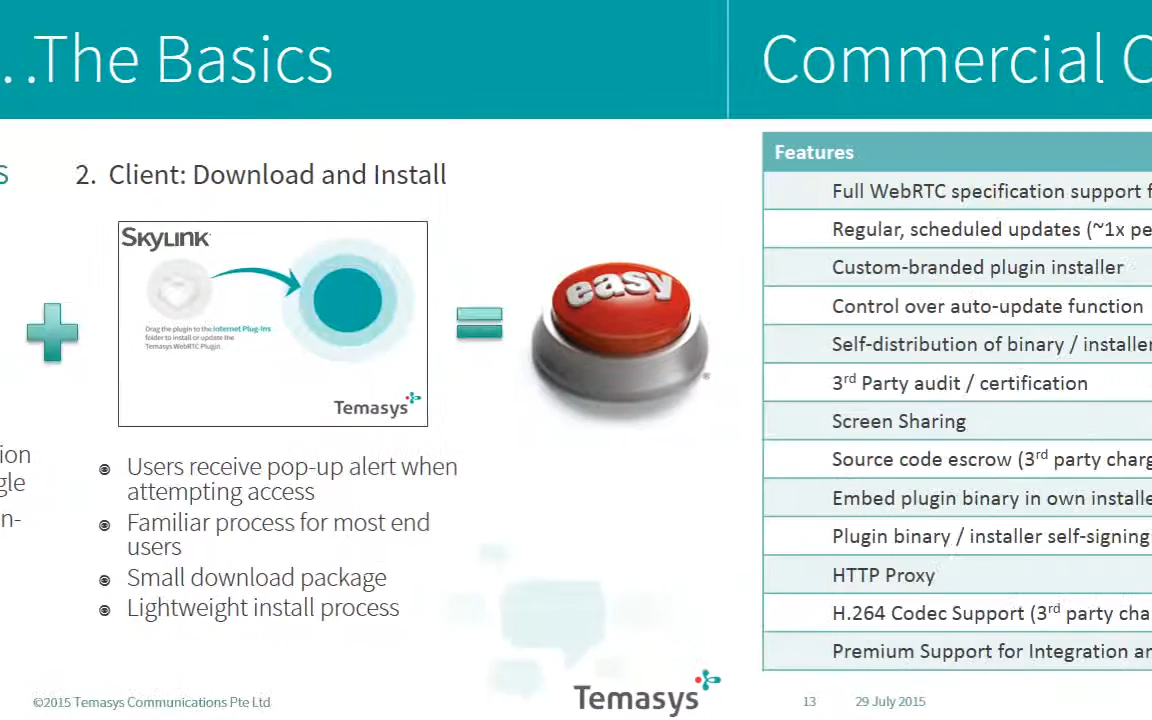 . .The Basics
S
2. Client: Download and Install
SKYLINK
Drag the plugin to the Internet Plug-Ins
folder to install or update the
Temasys WebRTC Plugin.
Temasys
easy
®
ion
gle
n-
Users receive pop-up alert when
attempting access
Familiar process for most end
users
Small download package
Lightweight install process
©2015 Temasys Communications Pte Ltd
Temasys
Commercial
Features
Full WebRTC specification support f
Regular, scheduled updates (~1x pe
Custom-branded plugin installer
Control over auto-update function
Self-distribution of binary / installer
3rd Party audit / certification
Screen Sharing
Source code escrow (3rd party charg
Embed plugin binary in own installe
Plugin binary / installer self-signing
HTTP Proxy
H.264 Codec Support (3rd party cha
Premium Support for Integration an
13 29 July 2015